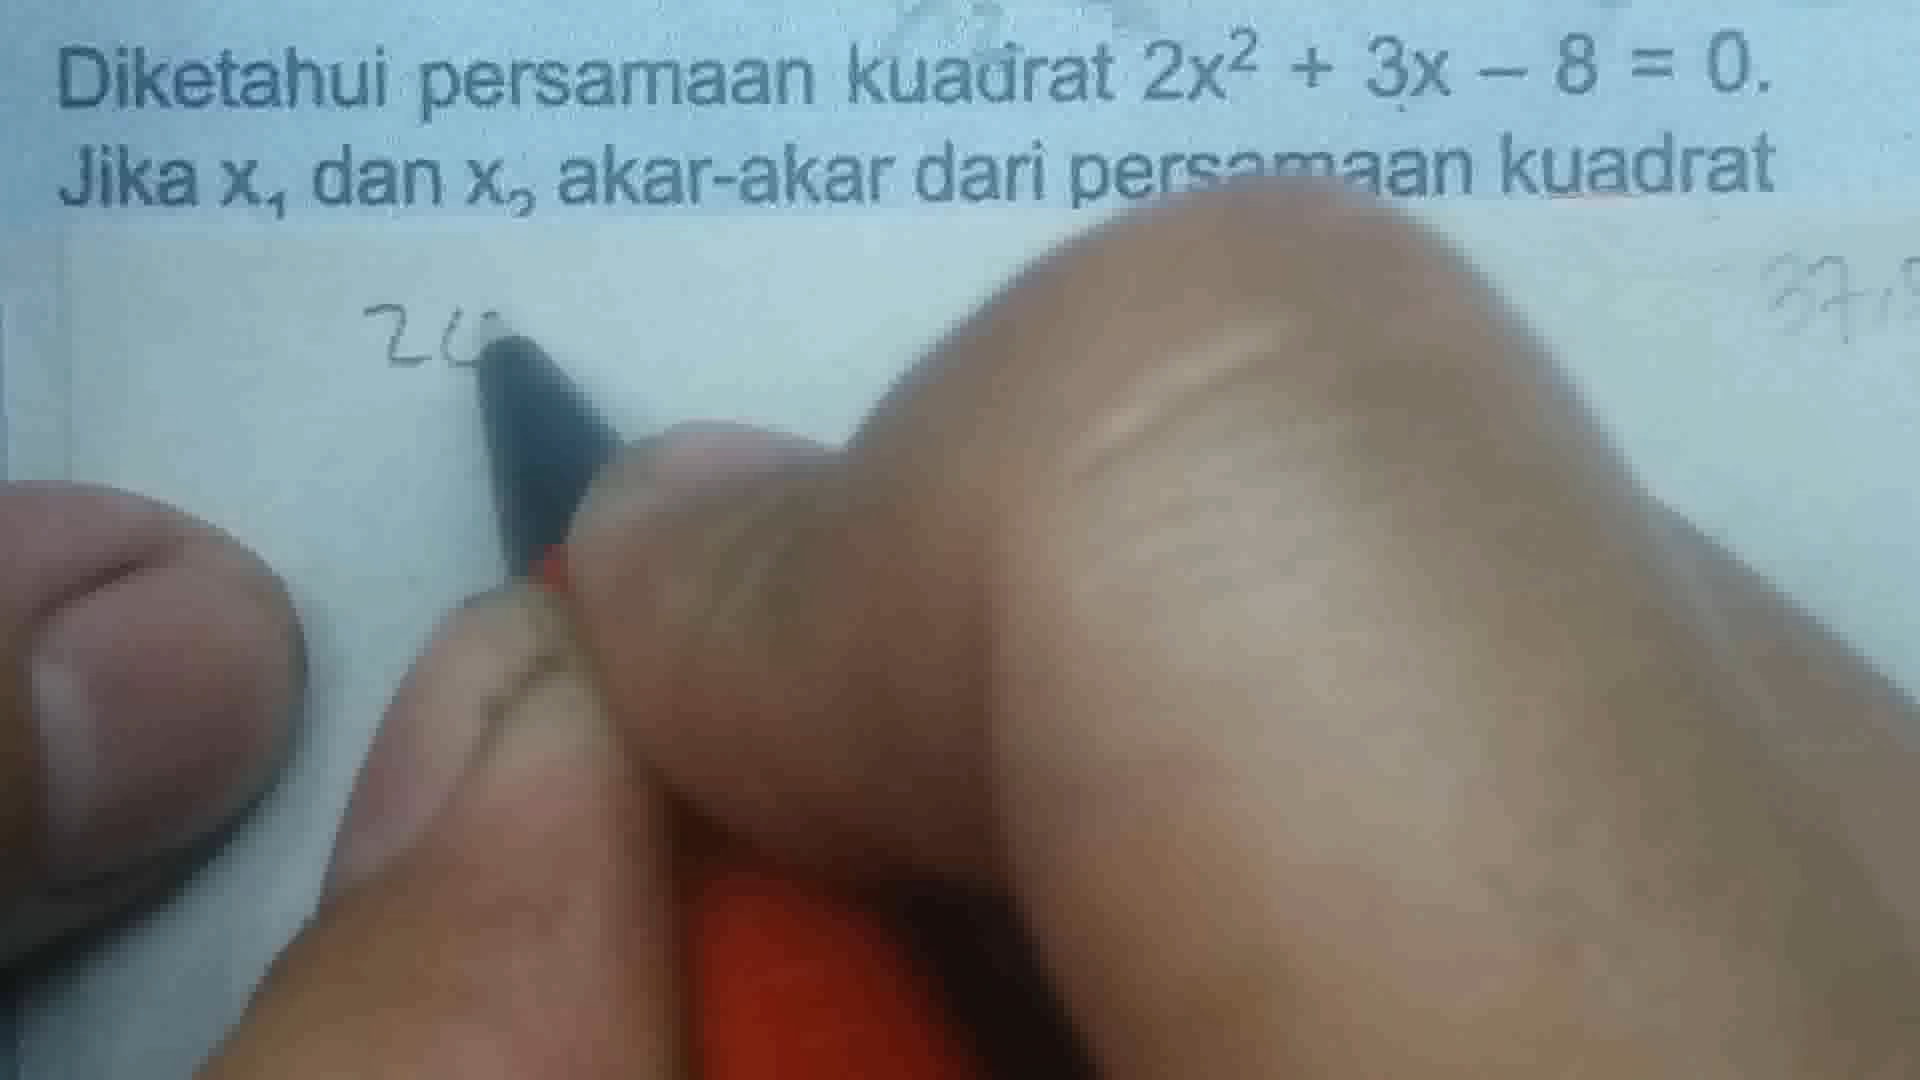 Diketahui persamaan kuadrat 2x² + 3x – 8 = 0.
Jika x₁ dan x₂ akar-akar dari persamaan kuadrat